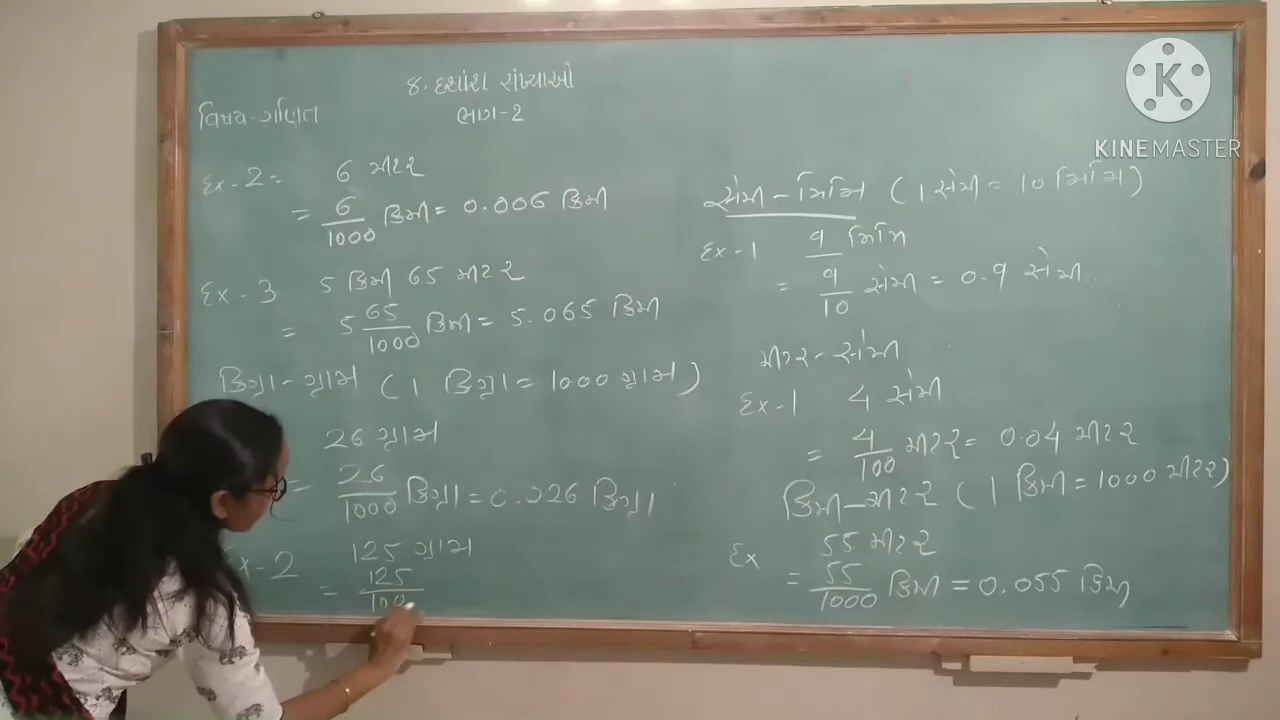 ૪. દશાંશ સંખ્યાઓ
ભાગ-2
વિષય-ગણિત
Ex-2 = 6 મીટર
= 6/1000 કિમી = 0.006 કિમી
Ex-3 5 કિમી 65 મીટર
= 5 65/1000 કિમી = 5.065 કિમી
કિગ્રા-ગ્રામ (1 કિગ્રા = 1000 ગ્રામ)
26 ગ્રામ
= 26/1000 કિગ્રા = 0.026 કિગ્રા
Ex-2 125 ગ્રામ
= 125/100
સેમી-મિમિ (1 સેમી = 10 મિમિ)
Ex-1 9 મિમિ
= 9/10 સેમી = 0.9 સેમી
મીટર-સેમી
Ex-1 4 સેમી
= 4/100 મીટર = 0.04 મીટર
કિમી-મીટર (1 કિમી = 1000 મીટર)
Ex 55 મીટર
= 55/1000 કિમી = 0.055 કિમી
K
KINEMASTER